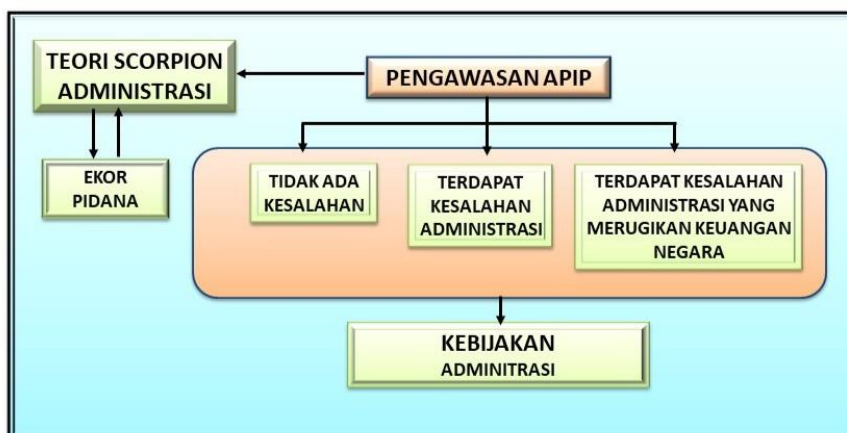 TEORI SCORPION
ADMINISTRASI
PENGAWASAN APIP
EKOR
PIDANA
TIDAK ADA
KESALAHAN
TERDAPAT
KESALAHAN
ADMINISTRASI
TERDAPAT KESALAHAN
ADMINISTRASI YANG
MERUGIKAN KEUANGAN
NEGARA
KEBIJAKAN
ADMINITRASI